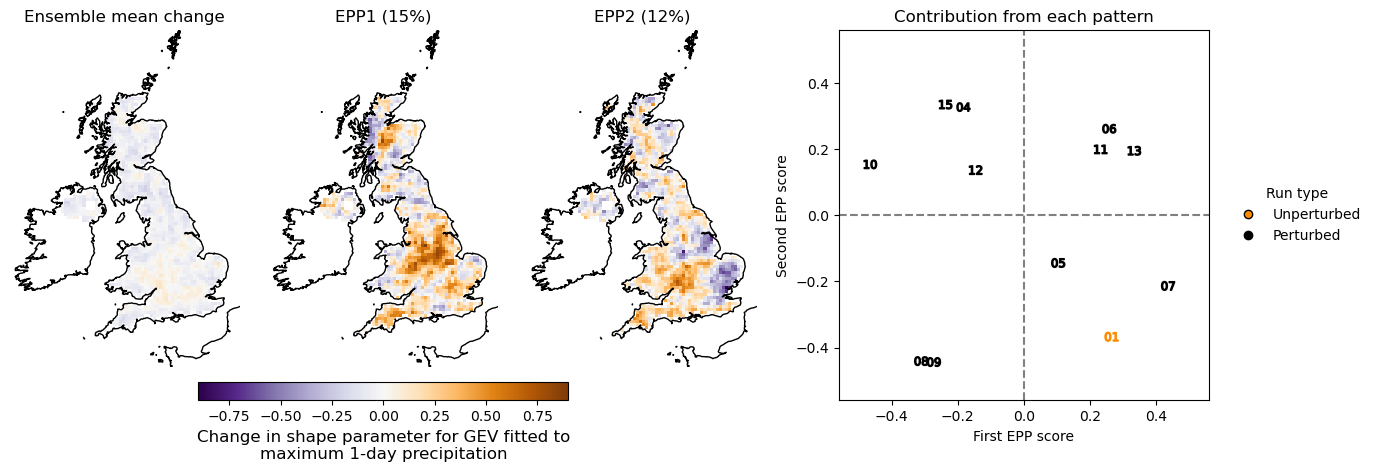 Ensemble mean change
EPP1 (15%)
EPP2 (12%)
Contribution from each pattern
−0.75
−0.50
−0.25
0.00
0.25
0.50
0.75
Change in shape parameter for GEV fitted to
maximum 1-day precipitation
Second EPP score
0.4
0.2
0.0
−0.2
−0.4
15
04
06
11
13
10
12
05
07
01
08
09
−0.4
−0.2
0.0
0.2
0.4
First EPP score
Run type
Unperturbed
Perturbed